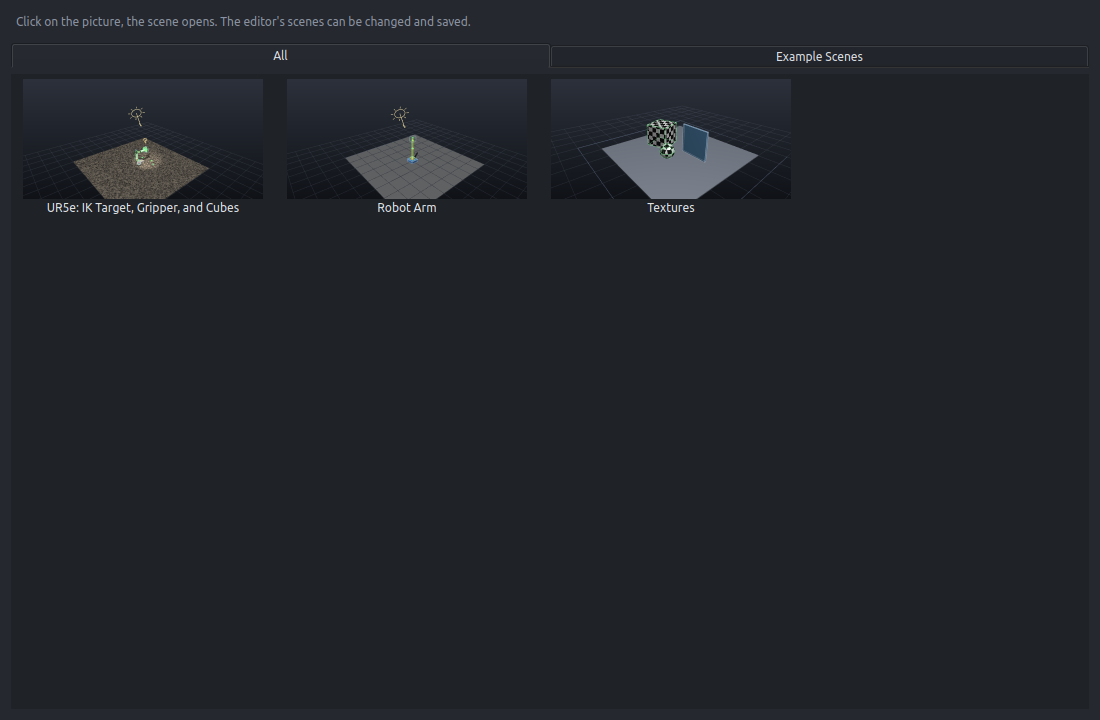 Click on the picture, the scene opens. The editor's scenes can be changed and saved.
All
Example Scenes
UR5e: IK Target, Gripper, and Cubes
Robot Arm
Textures